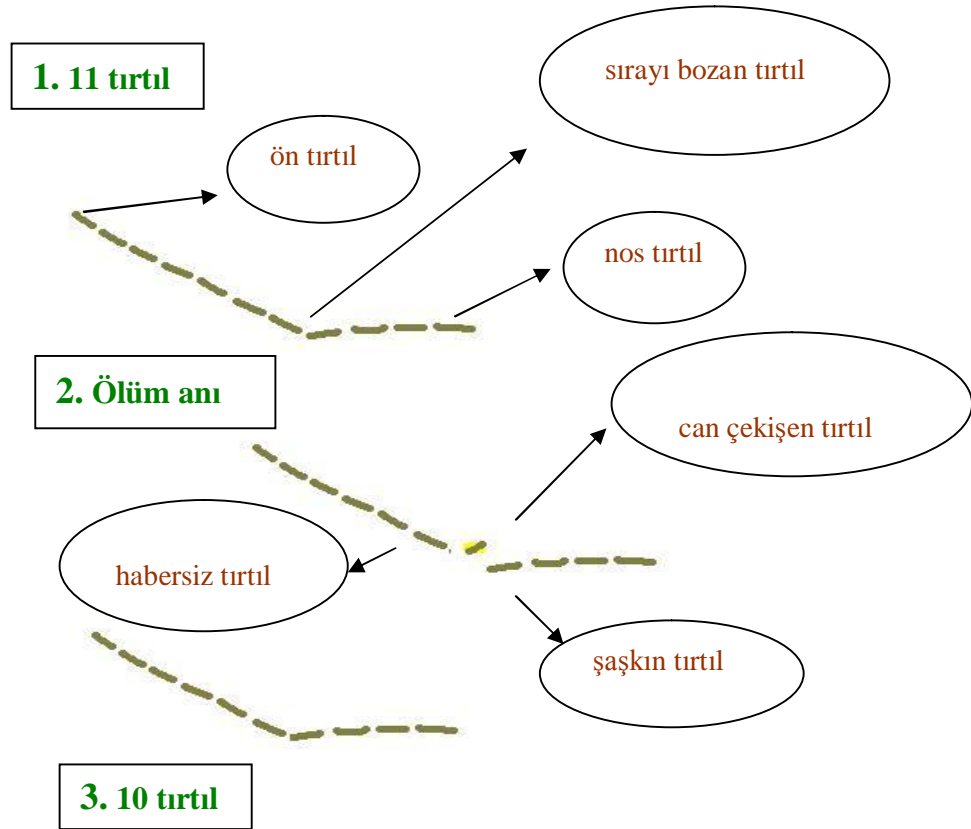 1. 11 tırtıl
sırayı bozan tırtıl
ön tırtıl
nos tırtıl
2. Ölüm anı
can çekişen tırtıl
habersiz tırtıl
şaşkın tırtıl
3. 10 tırtıl